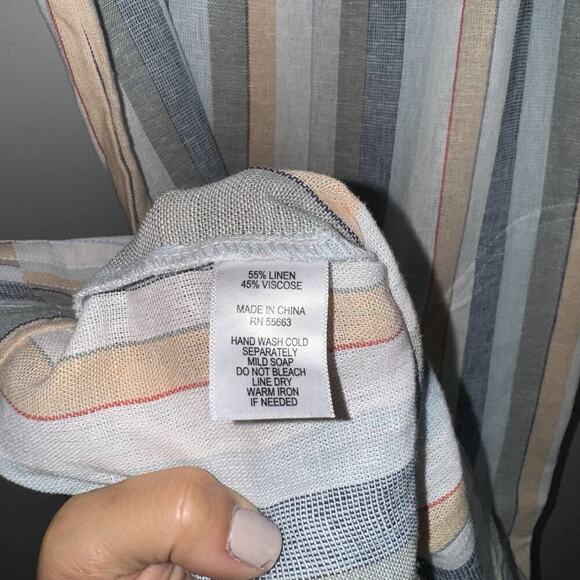 55% LINEN
45% VISCOSE
MADE IN CHINA
RN 55663
HAND WASH COLD
SEPARATELY
MILD SOAP
DO NOT BLEACH
LINE DRY
WARM IRON
IF NEEDED